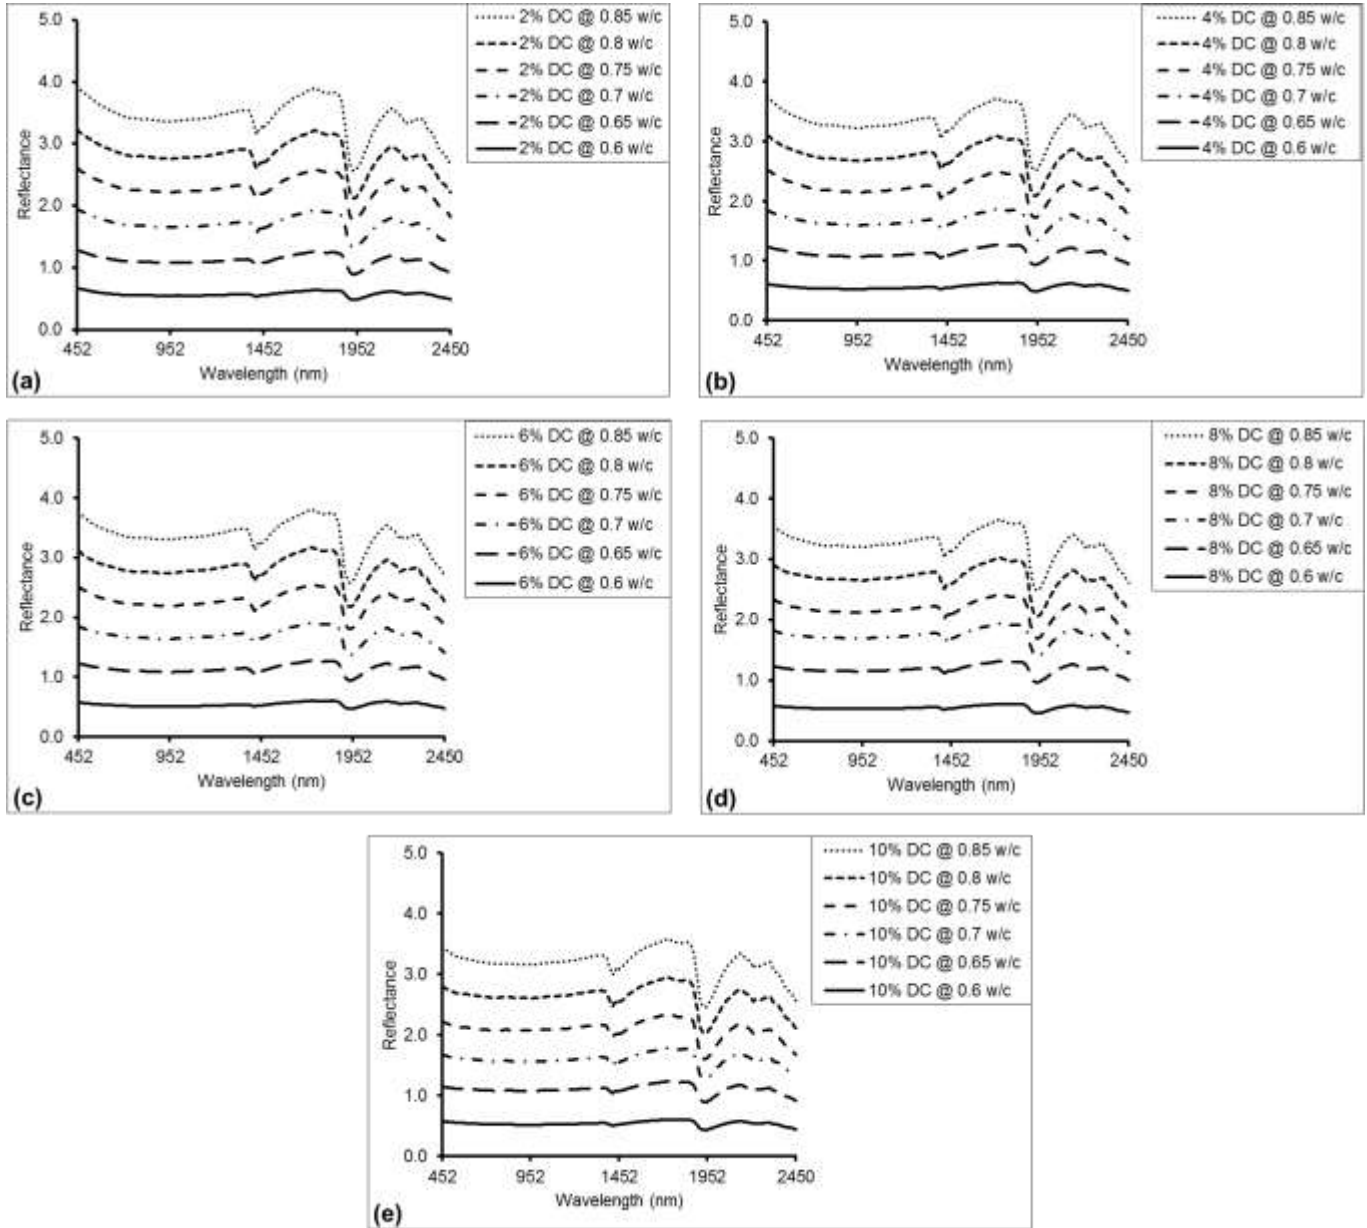 5.0
4.0
3.0
2.0
1.0
0.0
Reflectance
452 952 1452 1952 2450
Wavelength (nm)
(a)
2% DC @ 0.85 w/c
2% DC @ 0.8 w/c
2% DC @ 0.75 w/c
2% DC @ 0.7 w/c
2% DC @ 0.65 w/c
2% DC @ 0.6 w/c
5.0
4.0
3.0
2.0
1.0
0.0
Reflectance
452 952 1452 1952 2450
Wavelength (nm)
(b)
4% DC @ 0.85 w/c
4% DC @ 0.8 w/c
4% DC @ 0.75 w/c
4% DC @ 0.7 w/c
4% DC @ 0.65 w/c
4% DC @ 0.6 w/c
5.0
4.0
3.0
2.0
1.0
0.0
Reflectance
452 952 1452 1952 2450
Wavelength (nm)
(c)
6% DC @ 0.85 w/c
6% DC @ 0.8 w/c
6% DC @ 0.75 w/c
6% DC @ 0.7 w/c
6% DC @ 0.65 w/c
6% DC @ 0.6 w/c
5.0
4.0
3.0
2.0
1.0
0.0
Reflectance
452 952 1452 1952 2450
Wavelength (nm)
(d)
8% DC @ 0.85 w/c
8% DC @ 0.8 w/c
8% DC @ 0.75 w/c
8% DC @ 0.7 w/c
8% DC @ 0.65 w/c
8% DC @ 0.6 w/c
5.0
4.0
3.0
2.0
1.0
0.0
Reflectance
452 952 1452 1952 2450
Wavelength (nm)
(e)
10% DC @ 0.85 w/c
10% DC @ 0.8 w/c
10% DC @ 0.75 w/c
10% DC @ 0.7 w/c
10% DC @ 0.65 w/c
10% DC @ 0.6 w/c